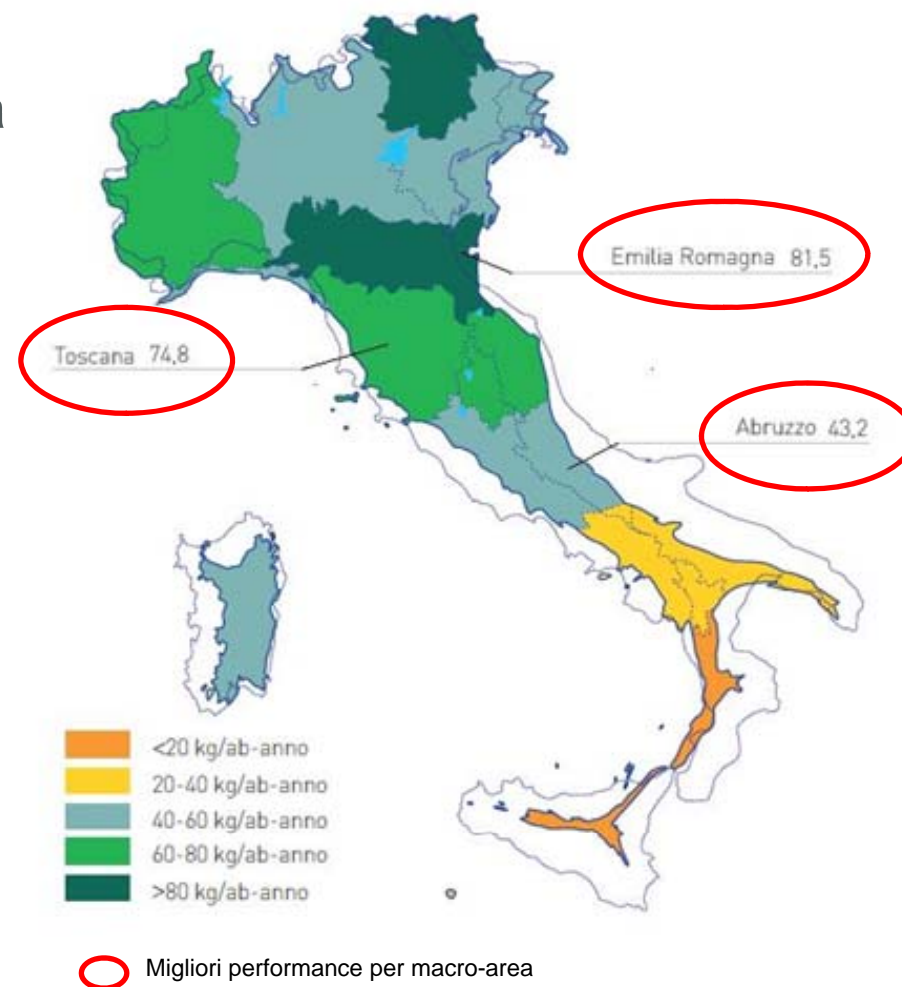 Emilia Romagna 81,5
Toscana 74,8
Abruzzo 43,2
<20 kg/ab-anno
20-40 kg/ab-anno
40-60 kg/ab-anno
60-80 kg/ab-anno
>80 kg/ab-anno
Migliori performance per macro-area